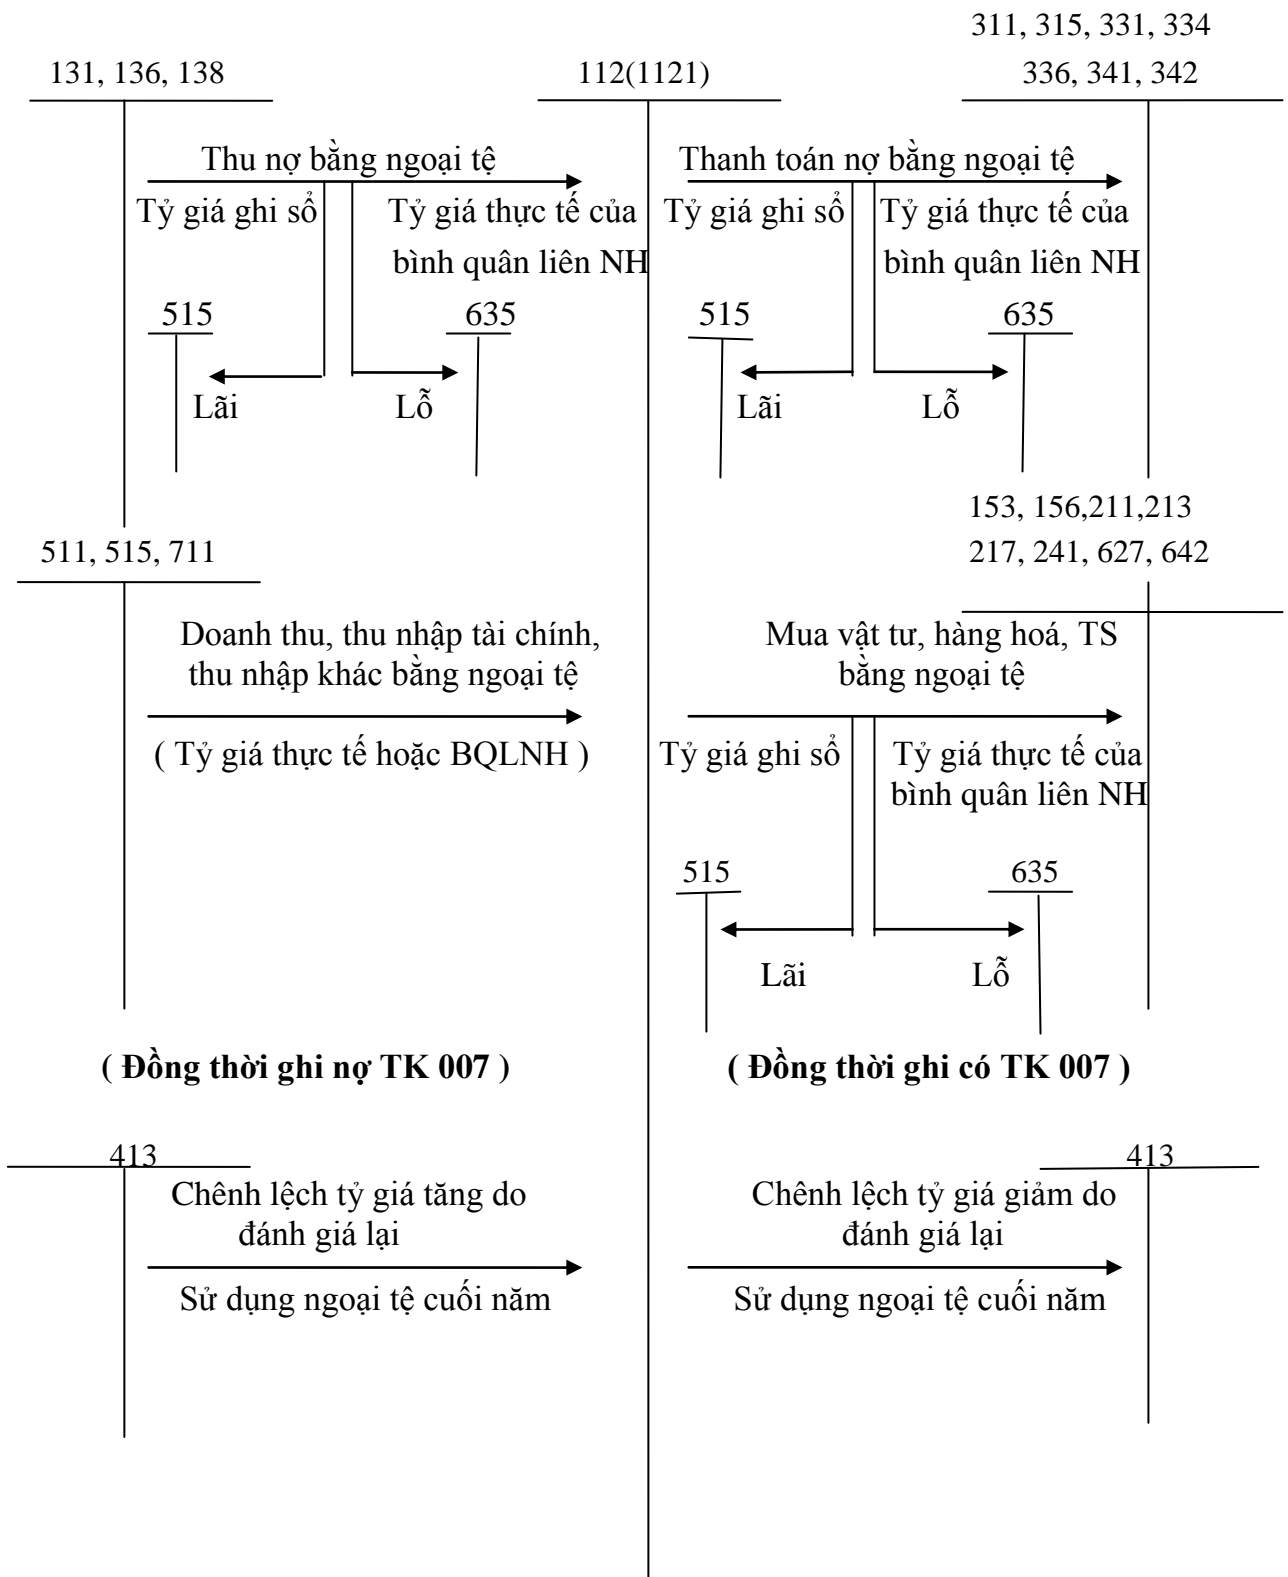 311, 315, 331, 334
131, 136, 138
112(1121)
336, 341, 342
Thu nợ bằng ngoại tệ
Thanh toán nợ bằng ngoại tệ
Tỷ giá ghi sổ
Tỷ giá thực tế của
bình quân liên NH
Tỷ giá ghi sổ
Tỷ giá thực tế của
bình quân liên NH
515
635
515
635
Lãi
Lỗ
Lãi
Lỗ
153, 156,211,213
511, 515, 711
217, 241, 627, 642
Doanh thu, thu nhập tài chính,
thu nhập khác bằng ngoại tệ
Mua vật tư, hàng hoá, TS
bằng ngoại tệ
( Tỷ giá thực tế hoặc BQLNH )
Tỷ giá ghi sổ
Tỷ giá thực tế của
bình quân liên NH
515
635
Lãi
Lỗ
( Đồng thời ghi nợ TK 007 )
( Đồng thời ghi có TK 007 )
413
413
Chênh lệch tỷ giá tăng do
đánh giá lại
Chênh lệch tỷ giá giảm do
đánh giá lại
Sử dụng ngoại tệ cuối năm
Sử dụng ngoại tệ cuối năm